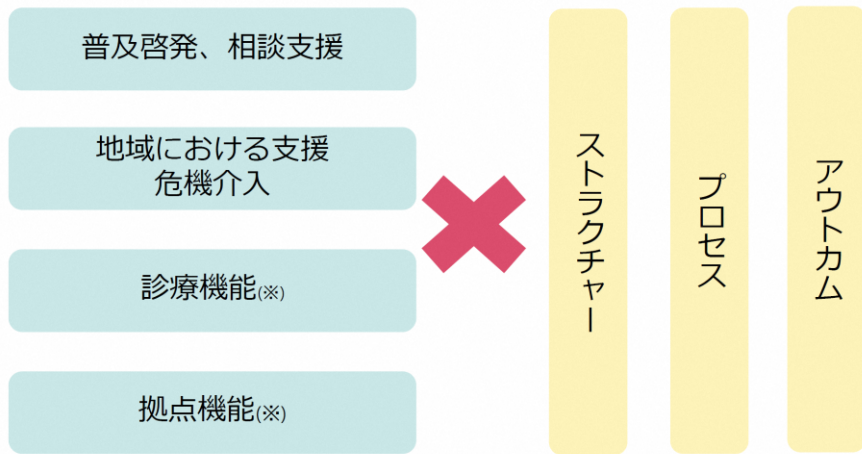 普及啓発、相談支援
地域における支援
危機介入
診療機能(※)
拠点機能(※)
ストラクチャー
プロセス
アウトカム